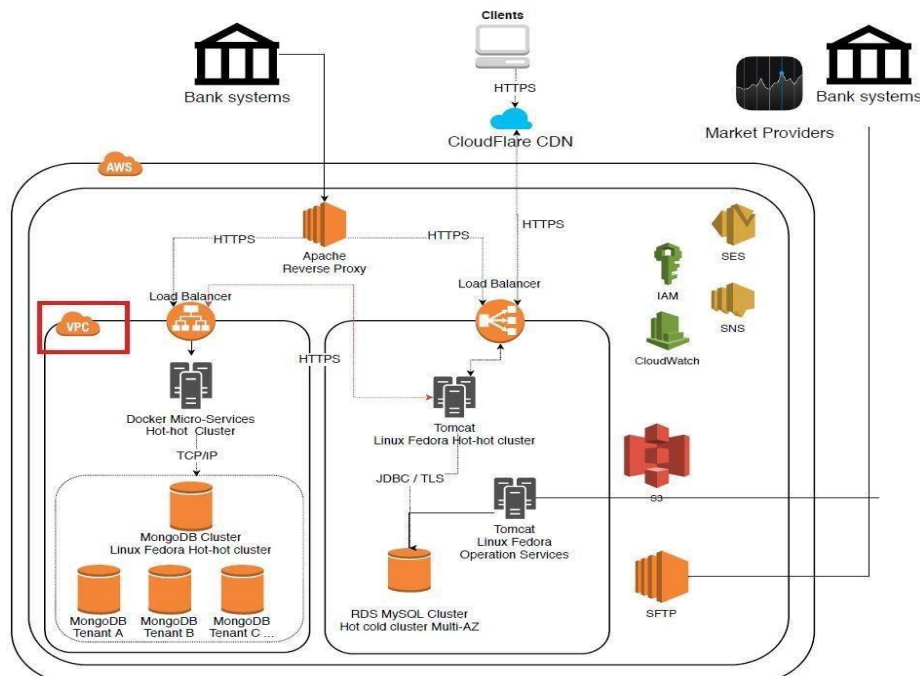 Clients
Bank systems
HTTPS
CloudFlare CDN
Market Providers
Bank systems
AWS
HTTPS
Apache
Reverse Proxy
HTTPS
HTTPS
SES
IAM
SNS
CloudWatch
Load Balancer
Load Balancer
VPC
HTTPS
Docker Micro-Services
Hot-hot Cluster
Tomcat
Linux Fedora Hot-hot cluster
TCP/IP
JDBC / TLS
S3
MongoDB Cluster
Linux Fedora Hot-hot cluster
Tomcat
Linux Fedora
Operation Services
MongoDB
Tenant A
MongoDB
Tenant B
MongoDB
Tenant C ...
RDS MySQL Cluster
Hot cold cluster Multi-AZ
SFTP